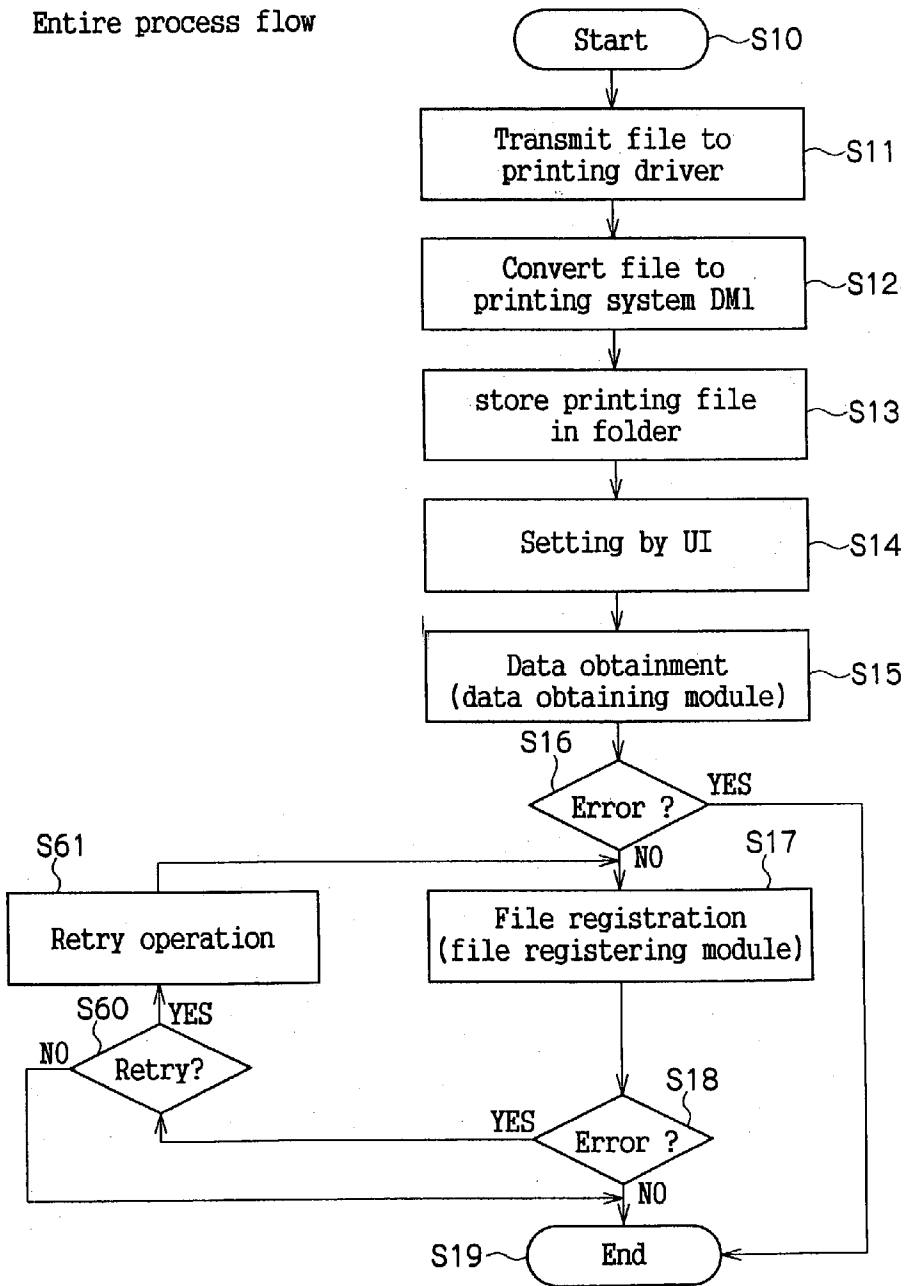 Entire process flow
Start
S10
Transmit file to
printing driver
S11
Convert file to
printing system DM1
S12
store printing file
in folder
S13
Setting by UI
S14
Data obtainment
(data obtaining module)
S15
S16
Error ?
YES
NO
S61
Retry operation
S17
File registration
(file registering module)
S60
YES
NO
Retry?
S18
YES
Error ?
NO
S19
End